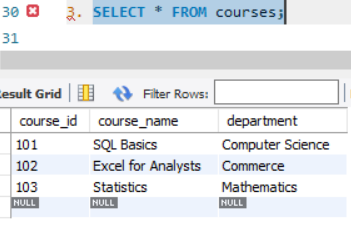 30 3. SELECT * FROM courses;
31
Result Grid Filter Rows:
course_id course_name department
101 SQL Basics Computer Science
102 Excel for Analysts Commerce
103 Statistics Mathematics
NULL NULL NULL